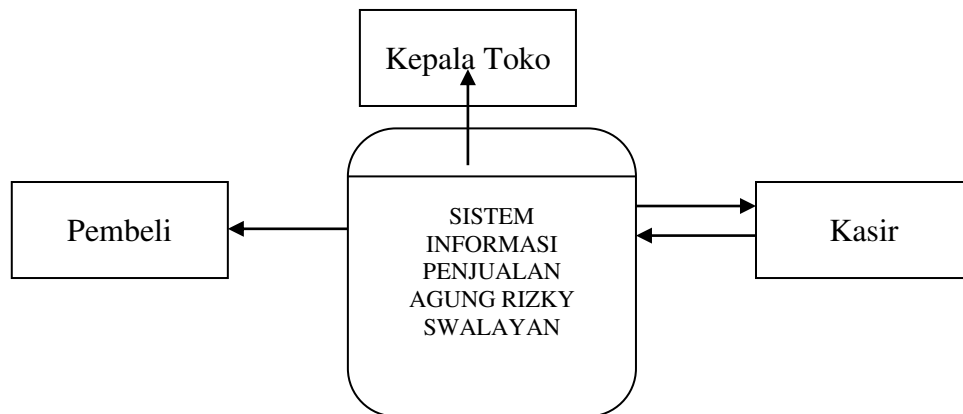 Kepala Toko
Pembeli
SISTEM
INFORMASI
PENJUALAN
AGUNG RIZKY
SWALAYAN
Kasir